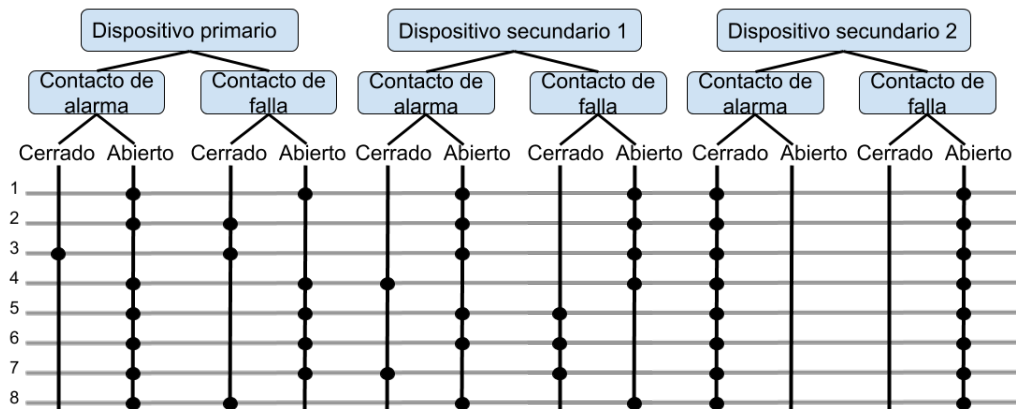 Dispositivo primario
Dispositivo secundario 1
Dispositivo secundario 2
Contacto de
alarma
Contacto de
falla
Contacto de
alarma
Contacto de
falla
Contacto de
alarma
Contacto de
falla
Cerrado Abierto Cerrado Abierto Cerrado Abierto Cerrado Abierto Cerrado Abierto Cerrado Abierto
1
2
3
4
5
6
7
8